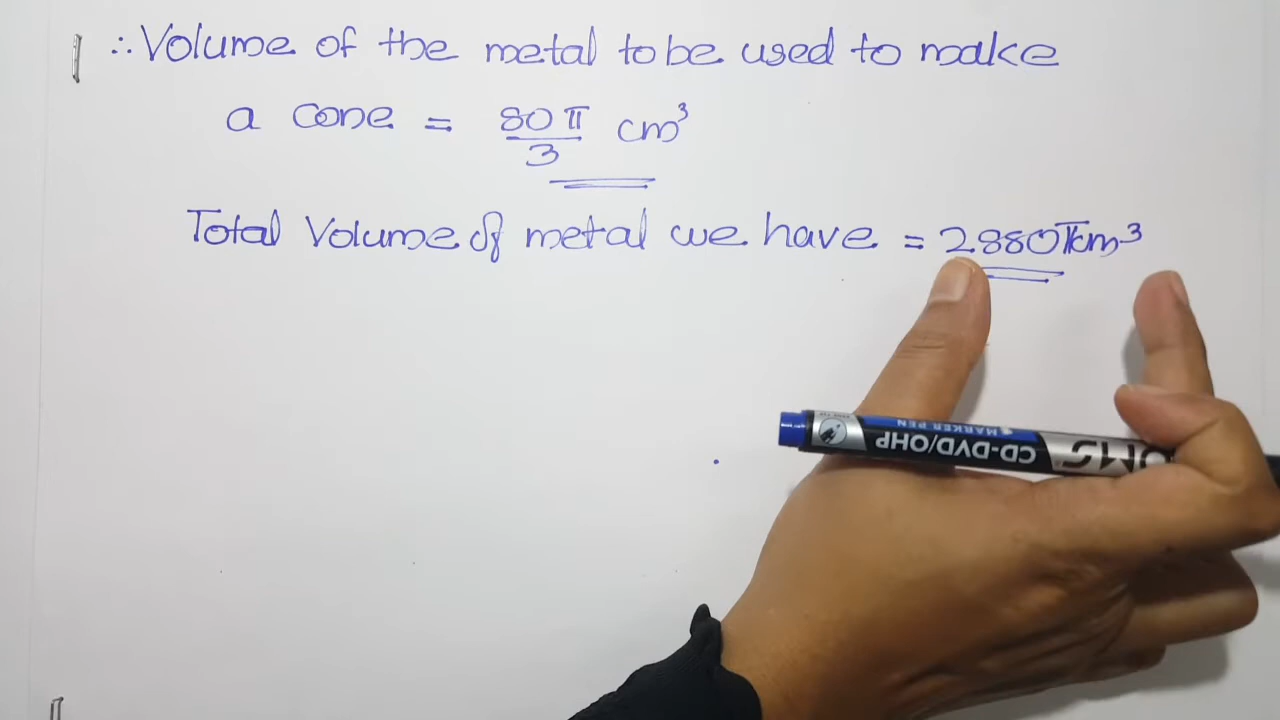 ∴ Volume of the metal to be used to make
a cone = 80π/3 cm³
Total Volume of metal we have = 2880πcm³
MARKER PEN
CD-DVD/OHP
OMS